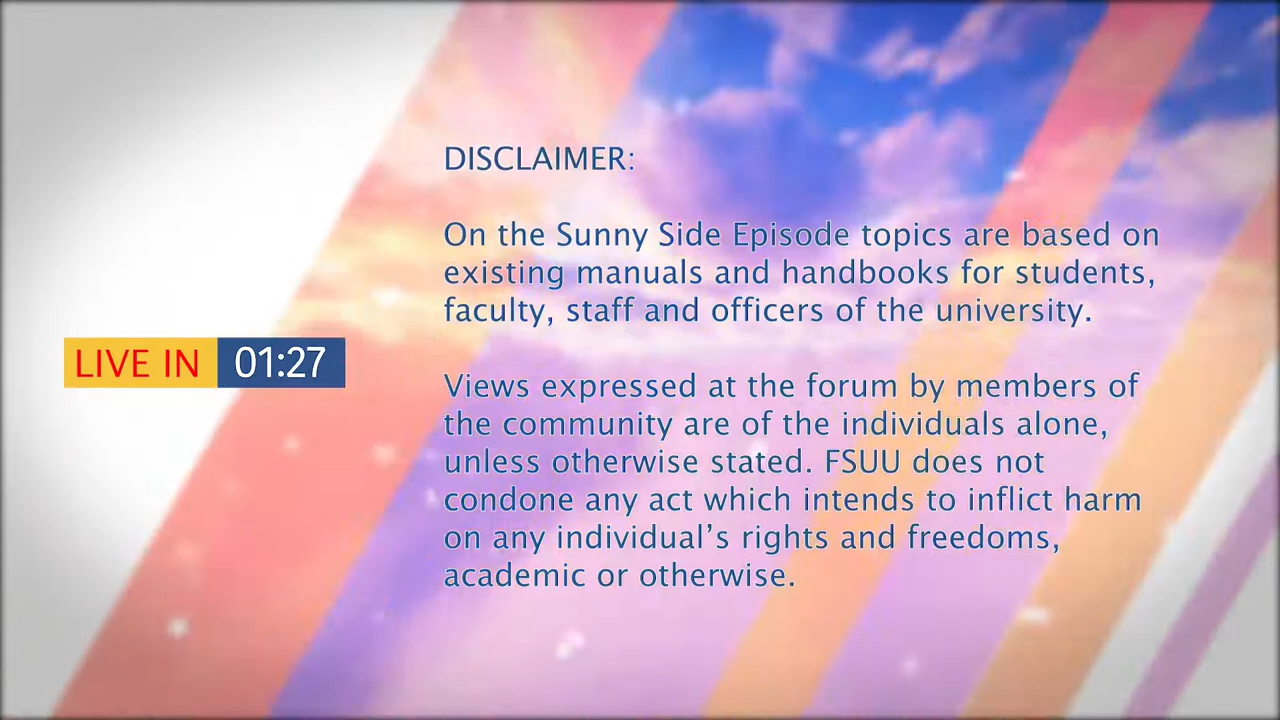 DISCLAIMER:
On the Sunny Side Episode topics are based on
existing manuals and handbooks for students,
faculty, staff and officers of the university.
LIVE IN 01:27
Views expressed at the forum by members of
the community are of the individuals alone,
unless otherwise stated. FSUU does not
condone any act which intends to inflict harm
on any individual’s rights and freedoms,
academic or otherwise.